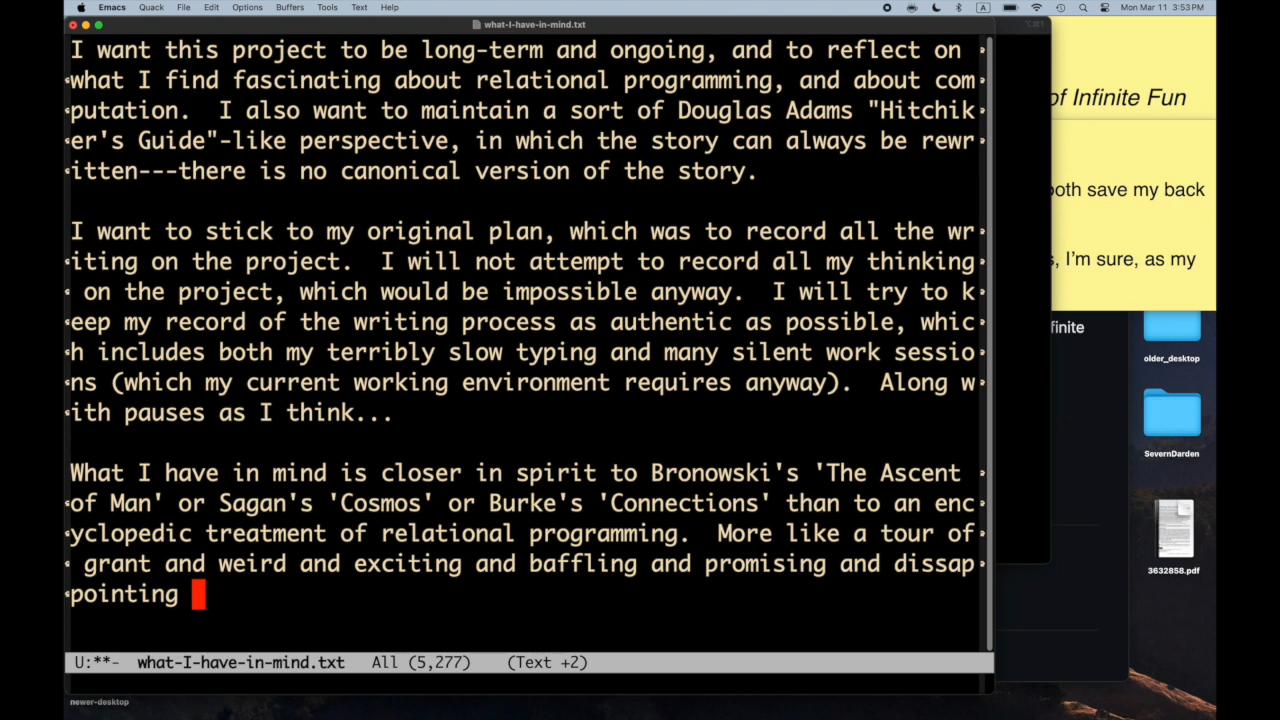 Emacs Quack File Edit Options Buffers Tools Text Help
A
Mon Mar 11 3:53 PM
what-I-have-in-mind.txt
⌥⌘1
I want this project to be long-term and ongoing, and to reflect on
what I find fascinating about relational programming, and about com
putation.  I also want to maintain a sort of Douglas Adams "Hitchik
er's Guide"-like perspective, in which the story can always be rewr
itten---there is no canonical version of the story.
I want to stick to my original plan, which was to record all the wr
iting on the project.  I will not attempt to record all my thinking
on the project, which would be impossible anyway.  I will try to k
eep my record of the writing process as authentic as possible, whic
h includes both my terribly slow typing and many silent work sessio
ns (which my current working environment requires anyway).  Along w
ith pauses as I think...
What I have in mind is closer in spirit to Bronowski's 'The Ascent
of Man' or Sagan's 'Cosmos' or Burke's 'Connections' than to an enc
yclopedic treatment of relational programming.  More like a tour of
grant and weird and exciting and baffling and promising and dissap
pointing
U:**-  what-I-have-in-mind.txt   All (5,277)   (Text +2)
of Infinite Fun
both save my back
s, I'm sure, as my
finite
older_desktop
SevernDarden
3632858.pdf
newer-desktop